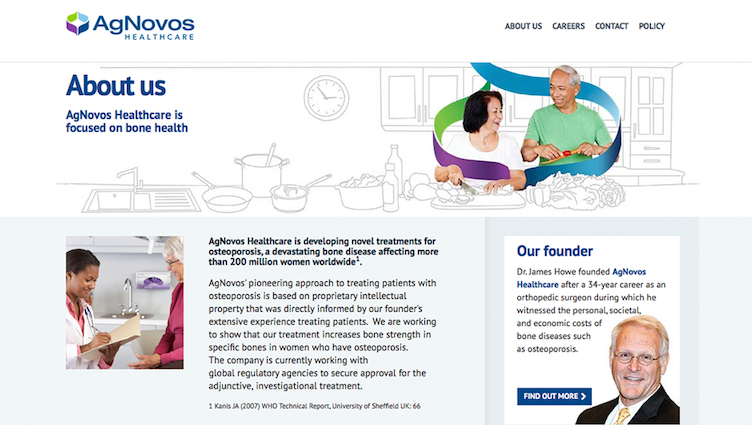 AgNovos
HEALTHCARE
ABOUT US CAREERS CONTACT POLICY
About us
AgNovos Healthcare is
focused on bone health
AgNovos Healthcare is developing novel treatments for
osteoporosis, a devastating bone disease affecting more
than 200 million women worldwide1.
AgNovos' pioneering approach to treating patients with
osteoporosis is based on proprietary intellectual
property that was directly informed by our founder's
extensive experience treating patients. We are working
to show that our treatment increases bone strength in
specific bones in women who have osteoporosis.
The company is currently working with
global regulatory agencies to secure approval for the
adjunctive, investigational treatment.
1 Kanis JA (2007) WHO Technical Report, University of Sheffield UK: 66
Our founder
Dr. James Howe founded AgNovos
Healthcare after a 34-year career as an
orthopedic surgeon during which he
witnessed the personal, societal,
and economic costs of
bone diseases such
as osteoporosis.
FIND OUT MORE